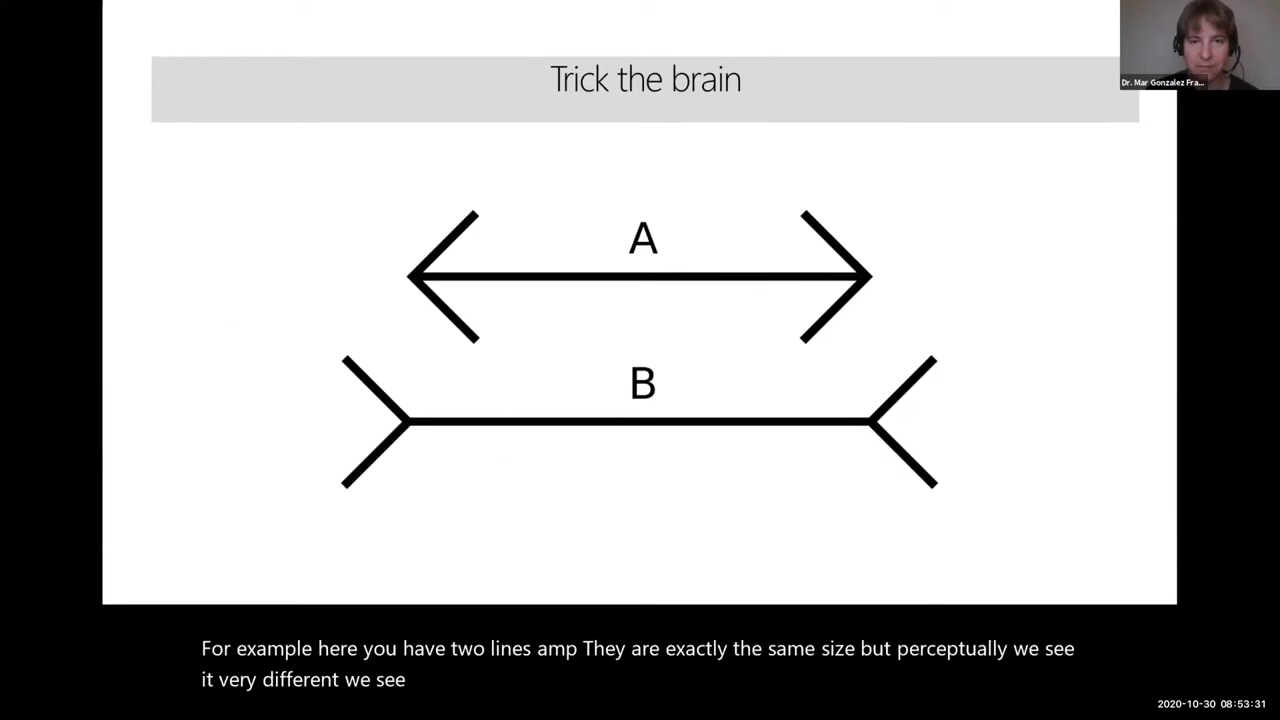 Trick the brain
Dr. Mar Gonzalez Fra...
A
B
For example here you have two lines amp They are exactly the same size but perceptually we see
it very different we see
2020-10-30 08:53:31